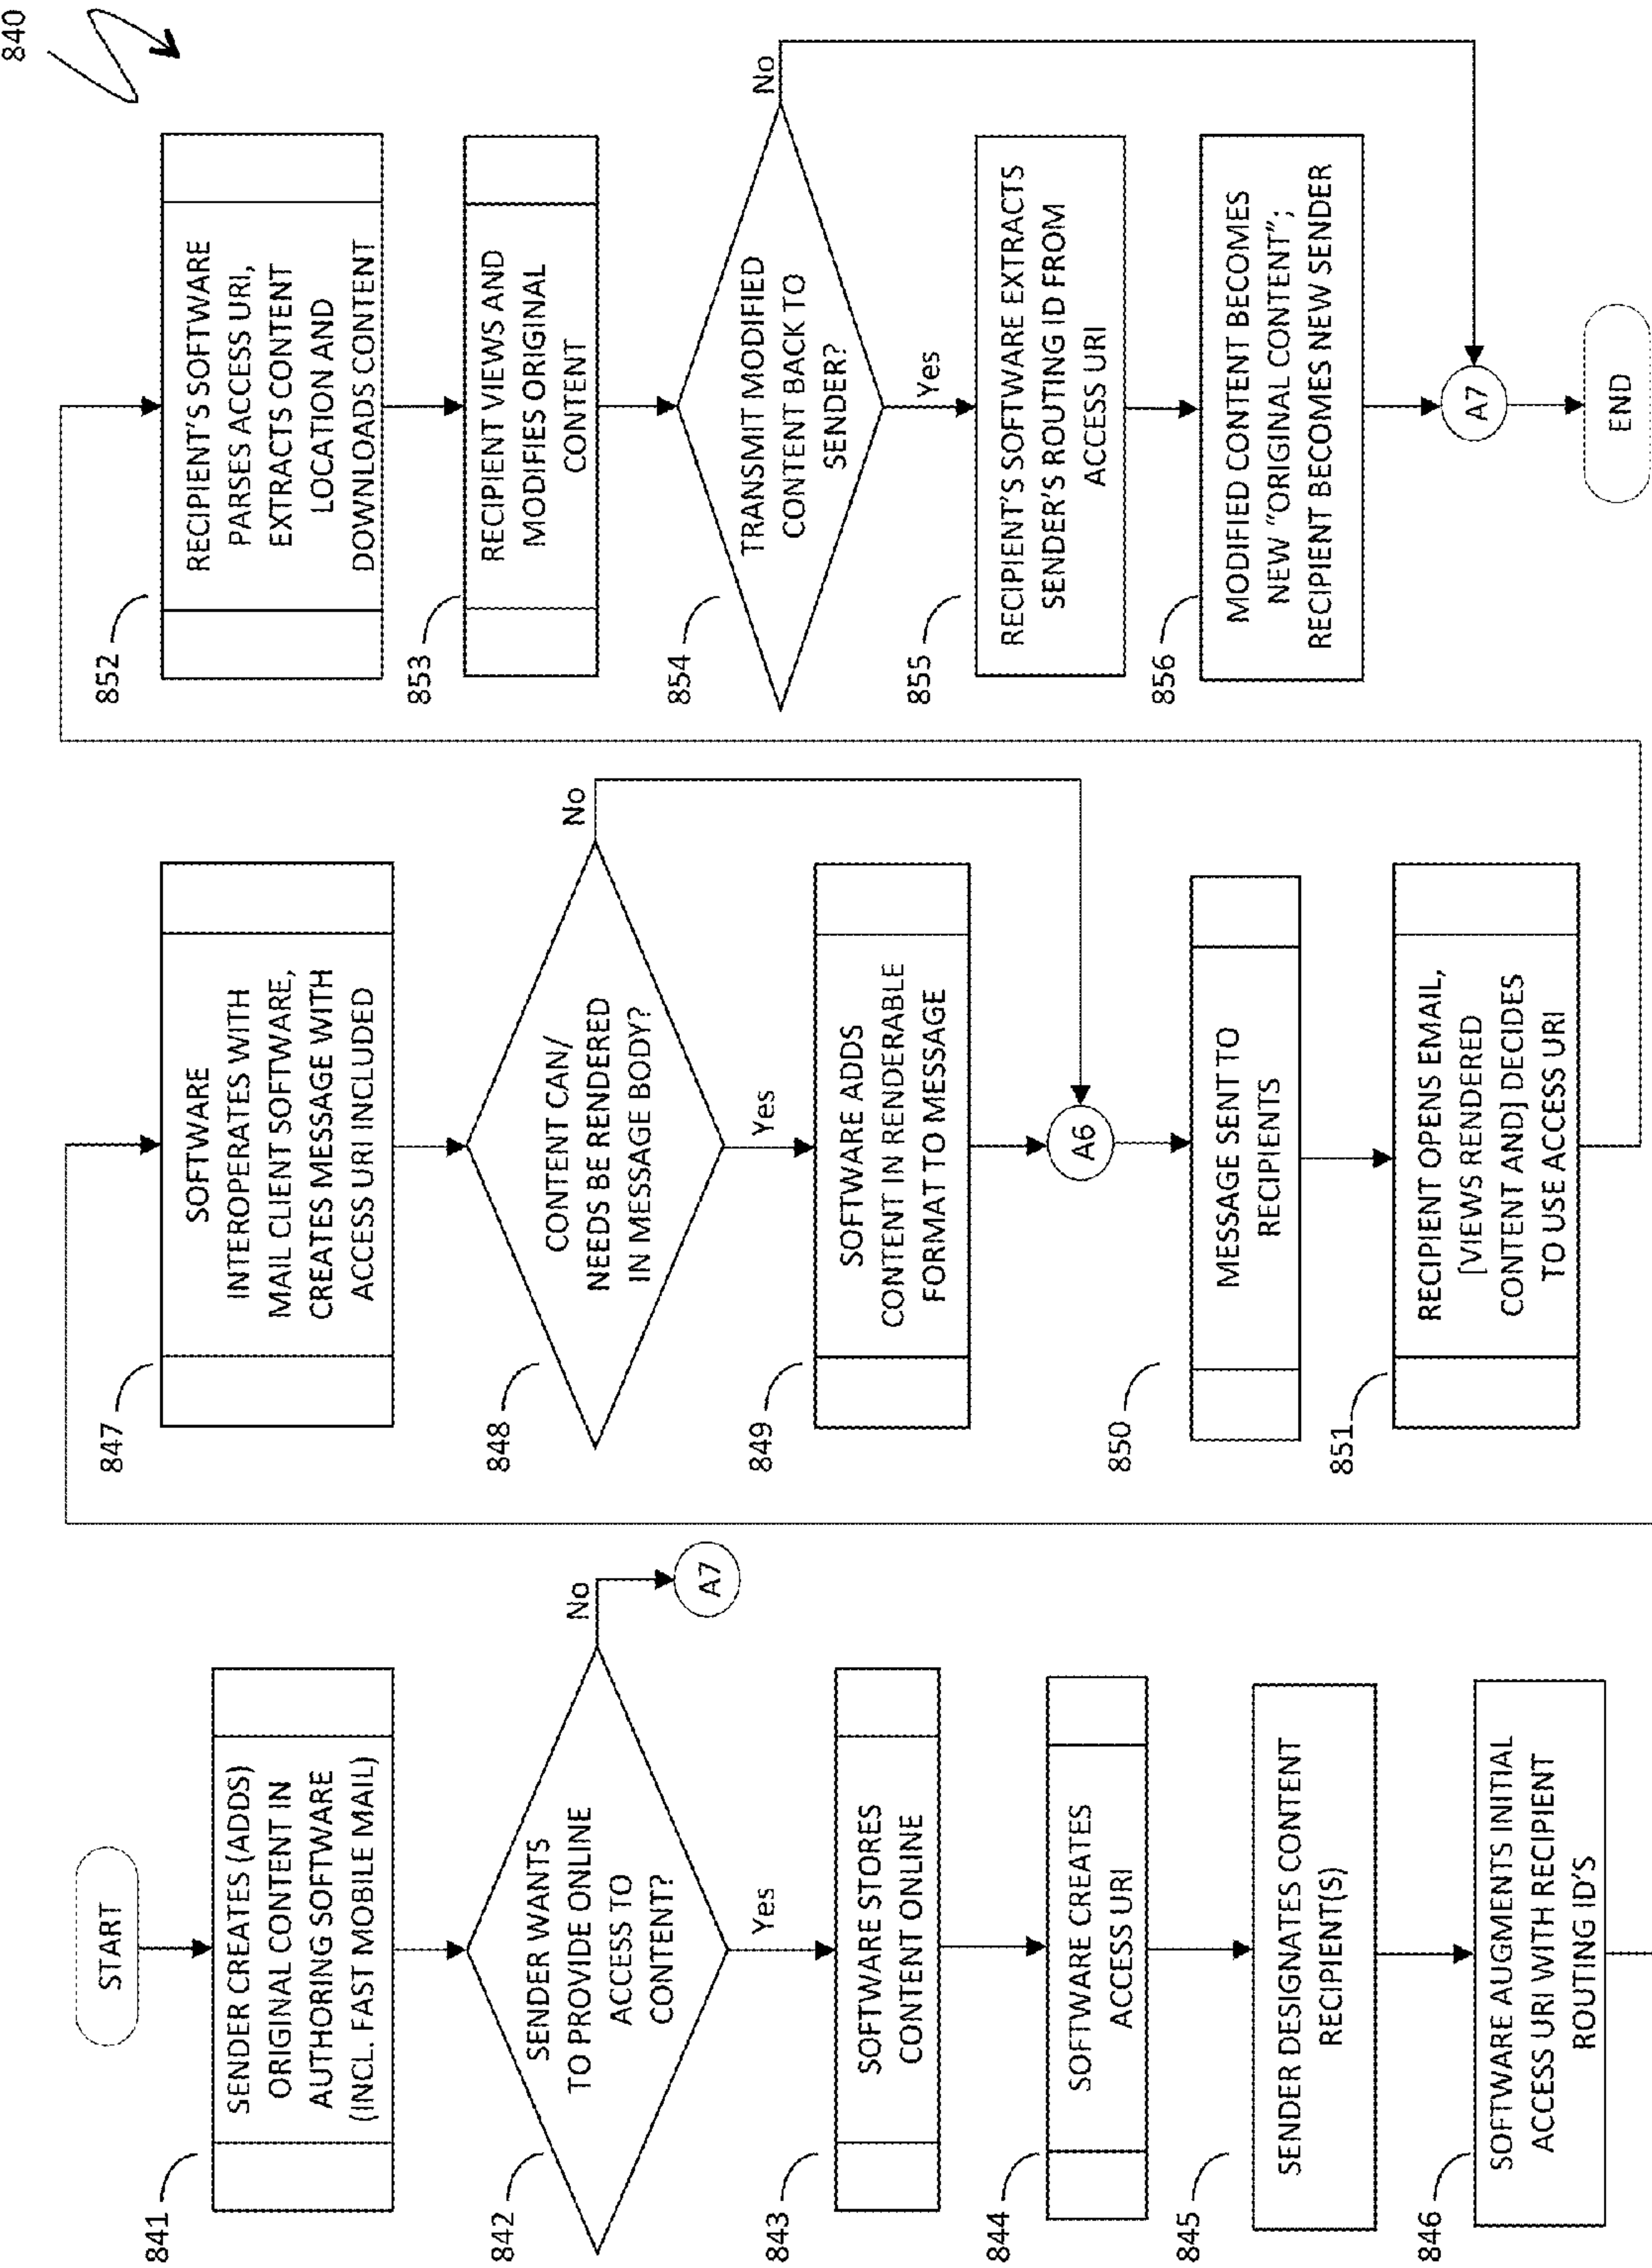 840
START
841
SENDER CREATES (ADDS)
ORIGINAL CONTENT IN
AUTHORING SOFTWARE
(INCL. FAST MOBILE MAIL)
842
SENDER WANTS
TO PROVIDE ONLINE
ACCESS TO
CONTENT?
No
A7
Yes
843
SOFTWARE STORES
CONTENT ONLINE
844
SOFTWARE CREATES
ACCESS URI
845
SENDER DESIGNATES CONTENT
RECIPIENT(S)
846
SOFTWARE AUGMENTS INITIAL
ACCESS URI WITH RECIPIENT
ROUTING ID'S
847
SOFTWARE
INTEROPERATES WITH
MAIL CLIENT SOFTWARE,
CREATES MESSAGE WITH
ACCESS URI INCLUDED
848
CONTENT CAN/
NEEDS BE RENDERED
IN MESSAGE BODY?
No
Yes
849
SOFTWARE ADDS
CONTENT IN RENDERABLE
FORMAT TO MESSAGE
A6
850
MESSAGE SENT TO
RECIPIENTS
851
RECIPIENT OPENS EMAIL,
[VIEWS RENDERED
CONTENT AND] DECIDES
TO USE ACCESS URI
852
RECIPIENT'S SOFTWARE
PARSES ACCESS URI,
EXTRACTS CONTENT
LOCATION AND
DOWNLOADS CONTENT
853
RECIPIENT VIEWS AND
MODIFIES ORIGINAL
CONTENT
854
TRANSMIT MODIFIED
CONTENT BACK TO
SENDER?
No
Yes
855
RECIPIENT'S SOFTWARE EXTRACTS
SENDER'S ROUTING ID FROM
ACCESS URI
856
MODIFIED CONTENT BECOMES
NEW "ORIGINAL CONTENT";
RECIPIENT BECOMES NEW SENDER
A7
END